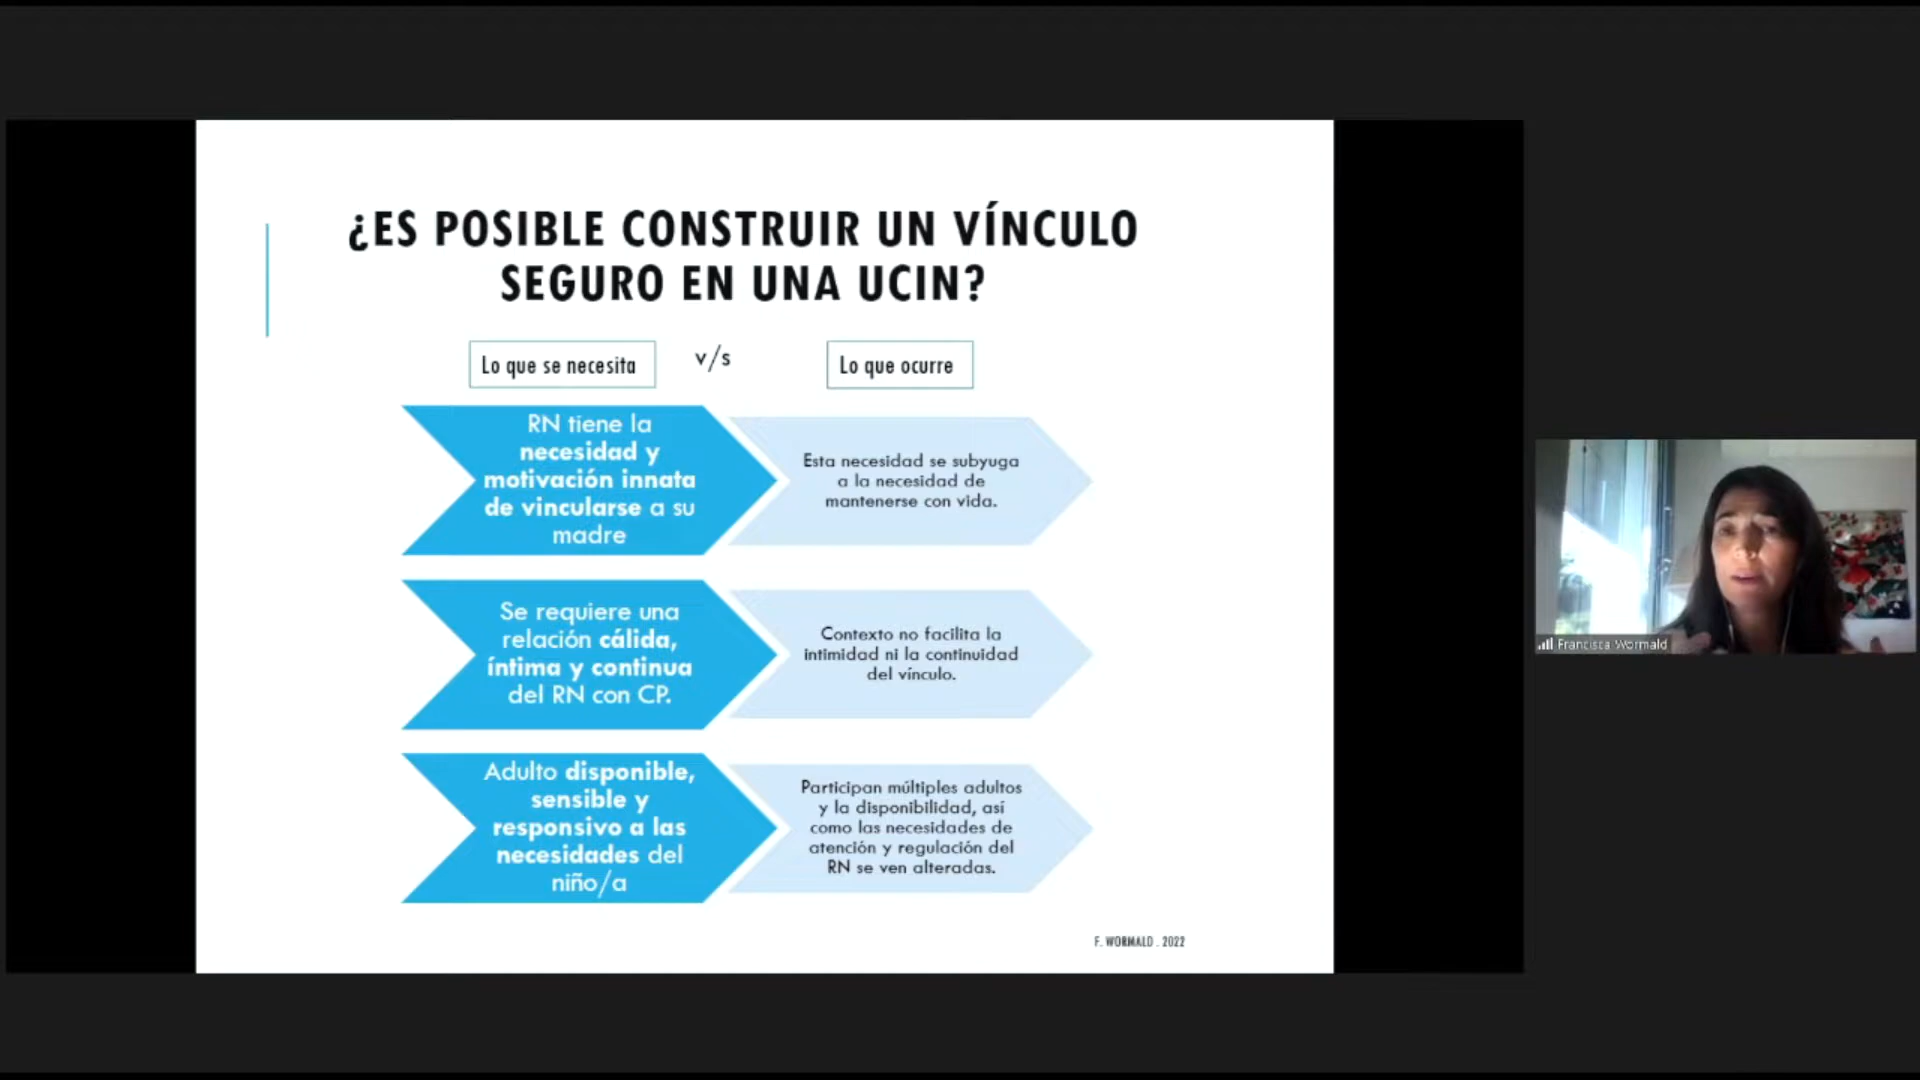 ¿ES POSIBLE CONSTRUIR UN VÍNCULO
SEGURO EN UNA UCIN?
Lo que se necesita
v/s
Lo que ocurre
RN tiene la
necesidad y
motivación innata
de vincularse a su
madre
Esta necesidad se subyuga
a la necesidad de
mantenerse con vida.
Se requiere una
relación cálida,
íntima y continua
del RN con CP.
Contexto no facilita la
intimidad ni la continuidad
del vínculo.
Adulto disponible,
sensible y
responsivo a las
necesidades del
niño/a
Participan múltiples adultos
y la disponibilidad, así
como las necesidades de
atención y regulación del
RN se ven alteradas.
F. WORMALD . 2022
Francisca Wormald